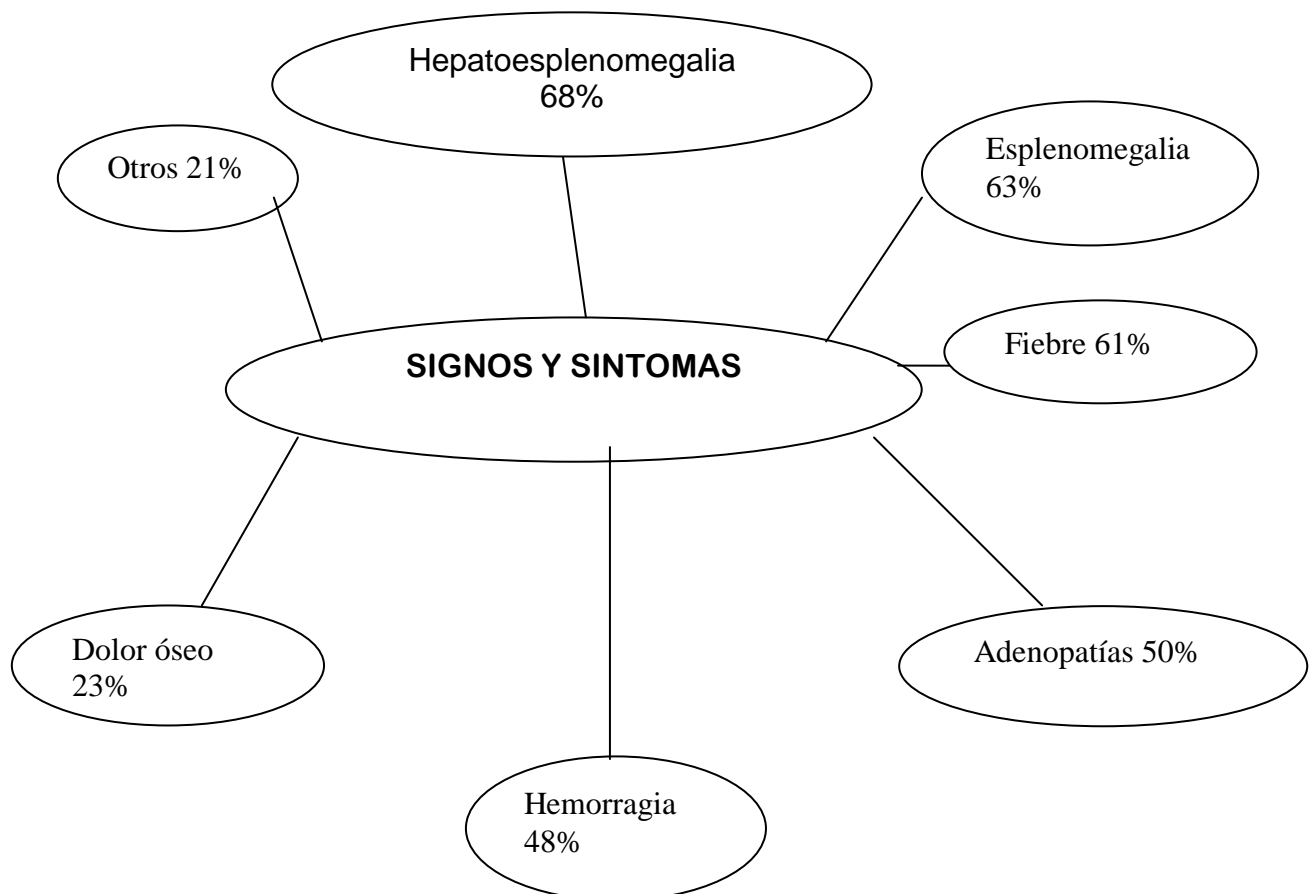 Hepatoesplenomegalia
68%
Otros 21%
Esplenomegalia
63%
Fiebre 61%
SIGNOS Y SINTOMAS
Dolor óseo
23%
Adenopatías 50%
Hemorragia
48%